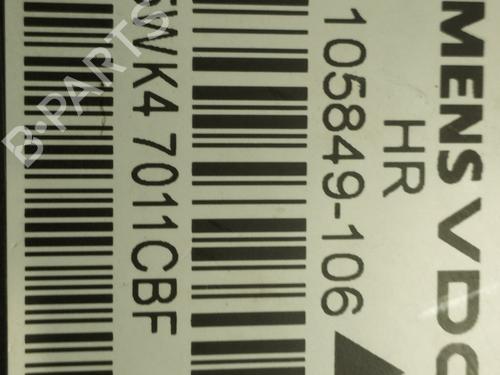 MENS VDO
HR
105849-106
5WK4 7011CBF
B-PARTS